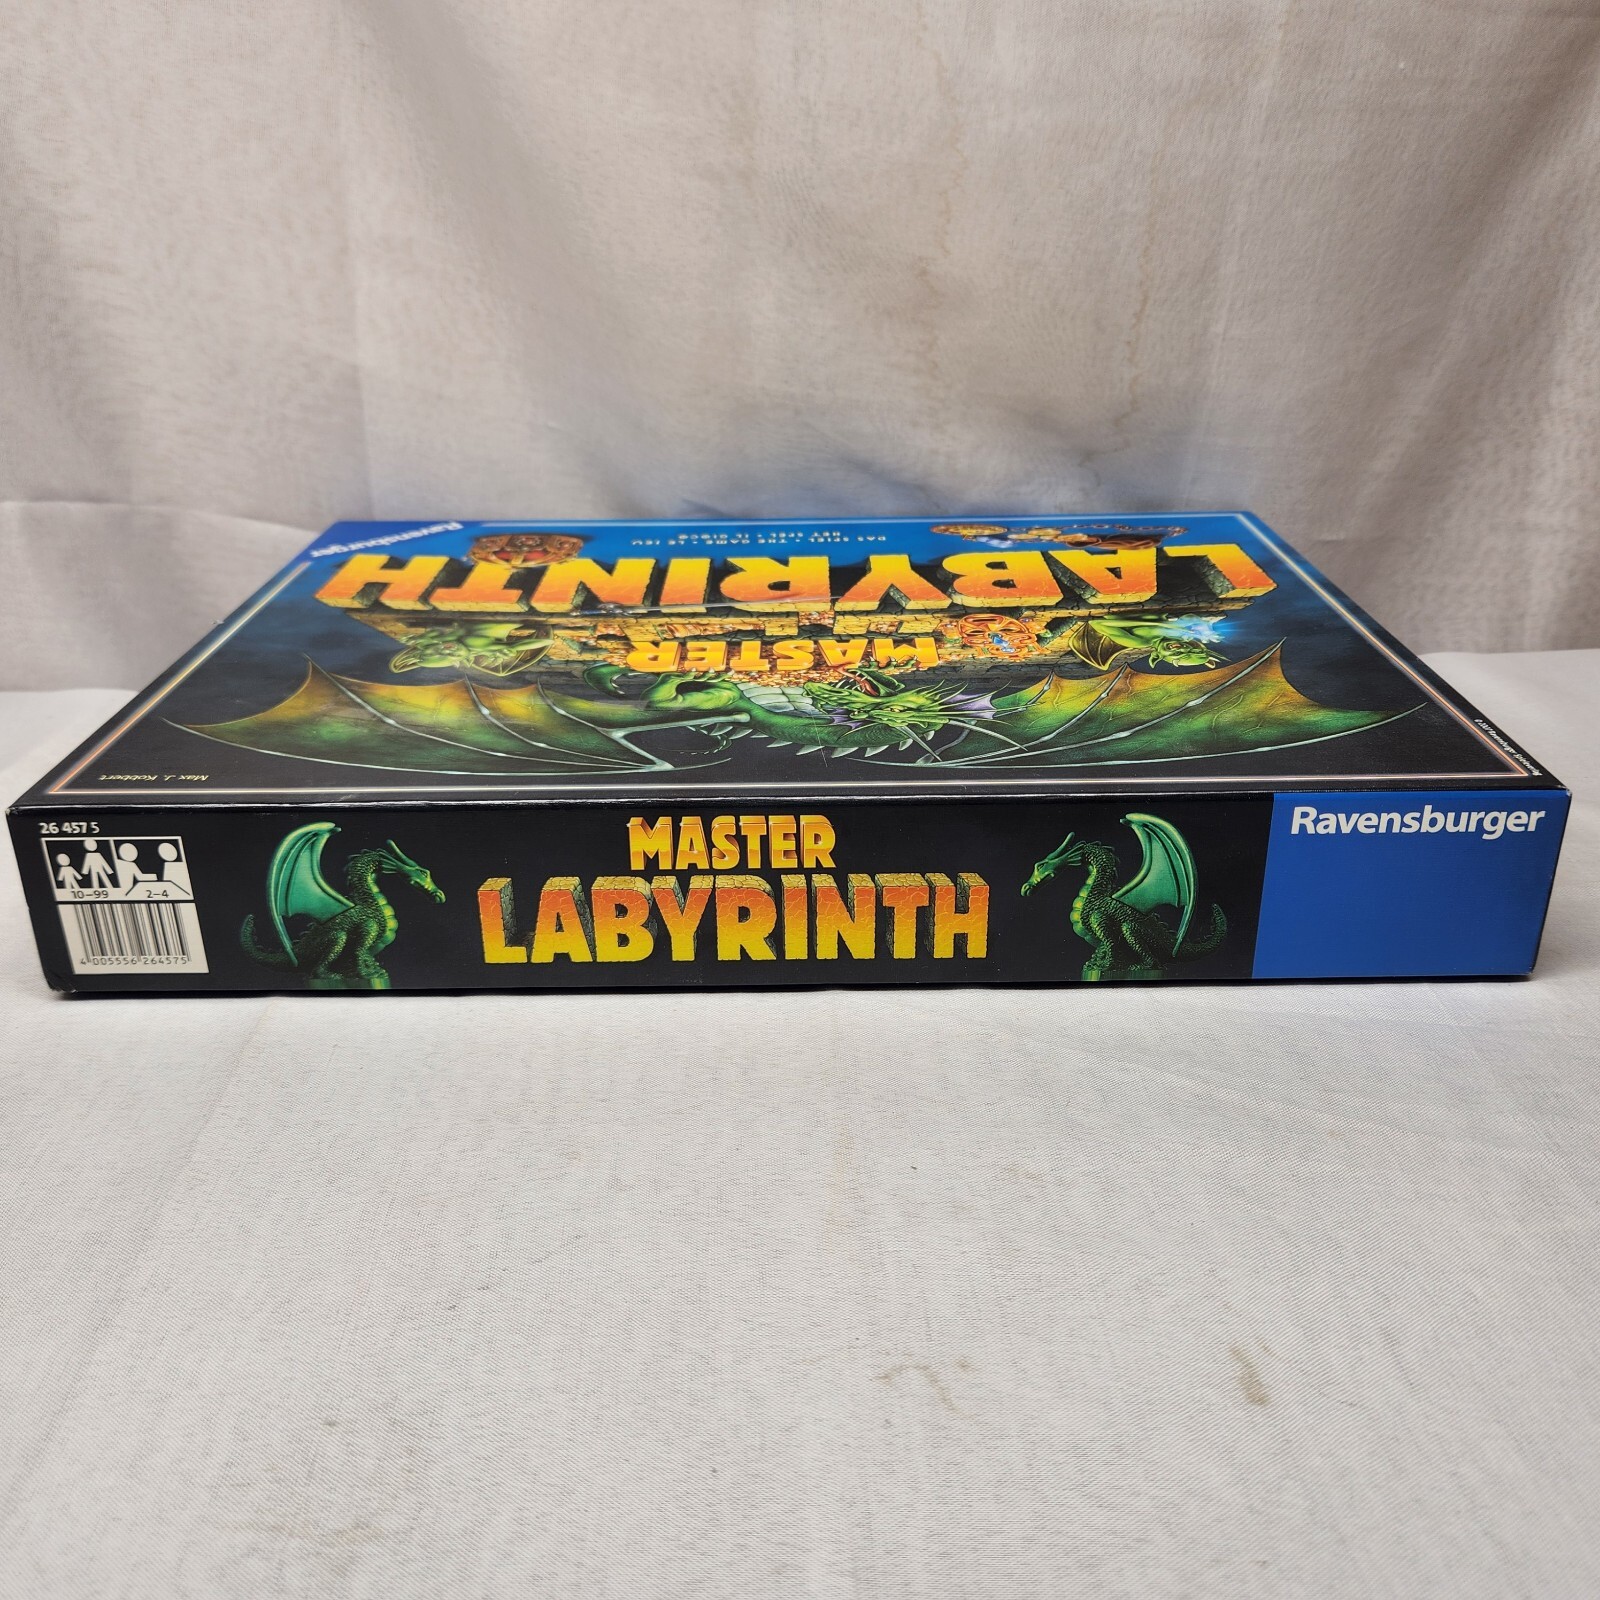 Ravensburger
DAS SPIEL • THE GAME • LE JEU
HET SPEL • IL GIOCO
LABYRINTH
MASTER
Max J. Kobbert
26 457 5
10-99 2-4
4 005556 264575
MASTER
LABYRINTH
Ravensburger